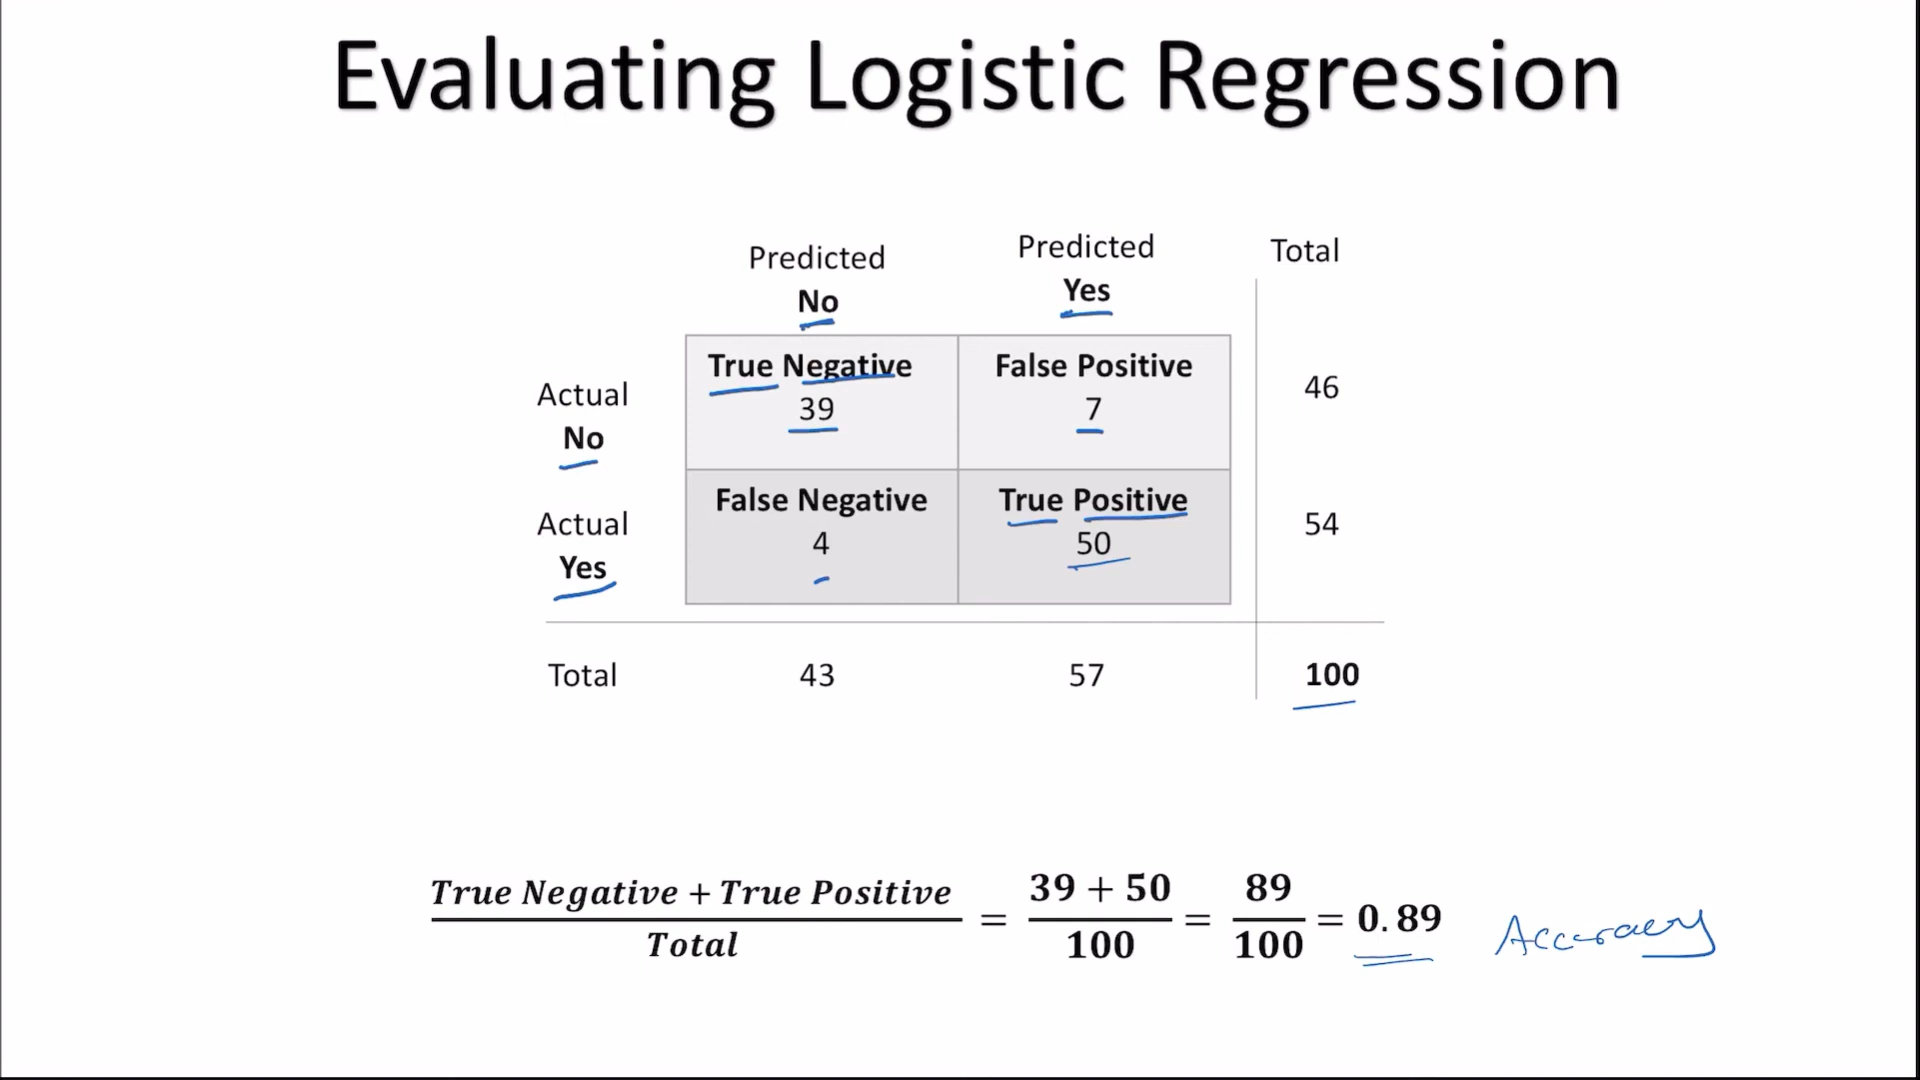 Evaluating Logistic Regression
Predicted Predicted Total
No Yes
True Negative False Positive
Actual 39 7 46
No
False Negative True Positive
Actual 4 50 54
Yes
Total 43 57 100
True Negative + True Positive / Total = 39 + 50 / 100 = 89 / 100 = 0.89 Accuracy